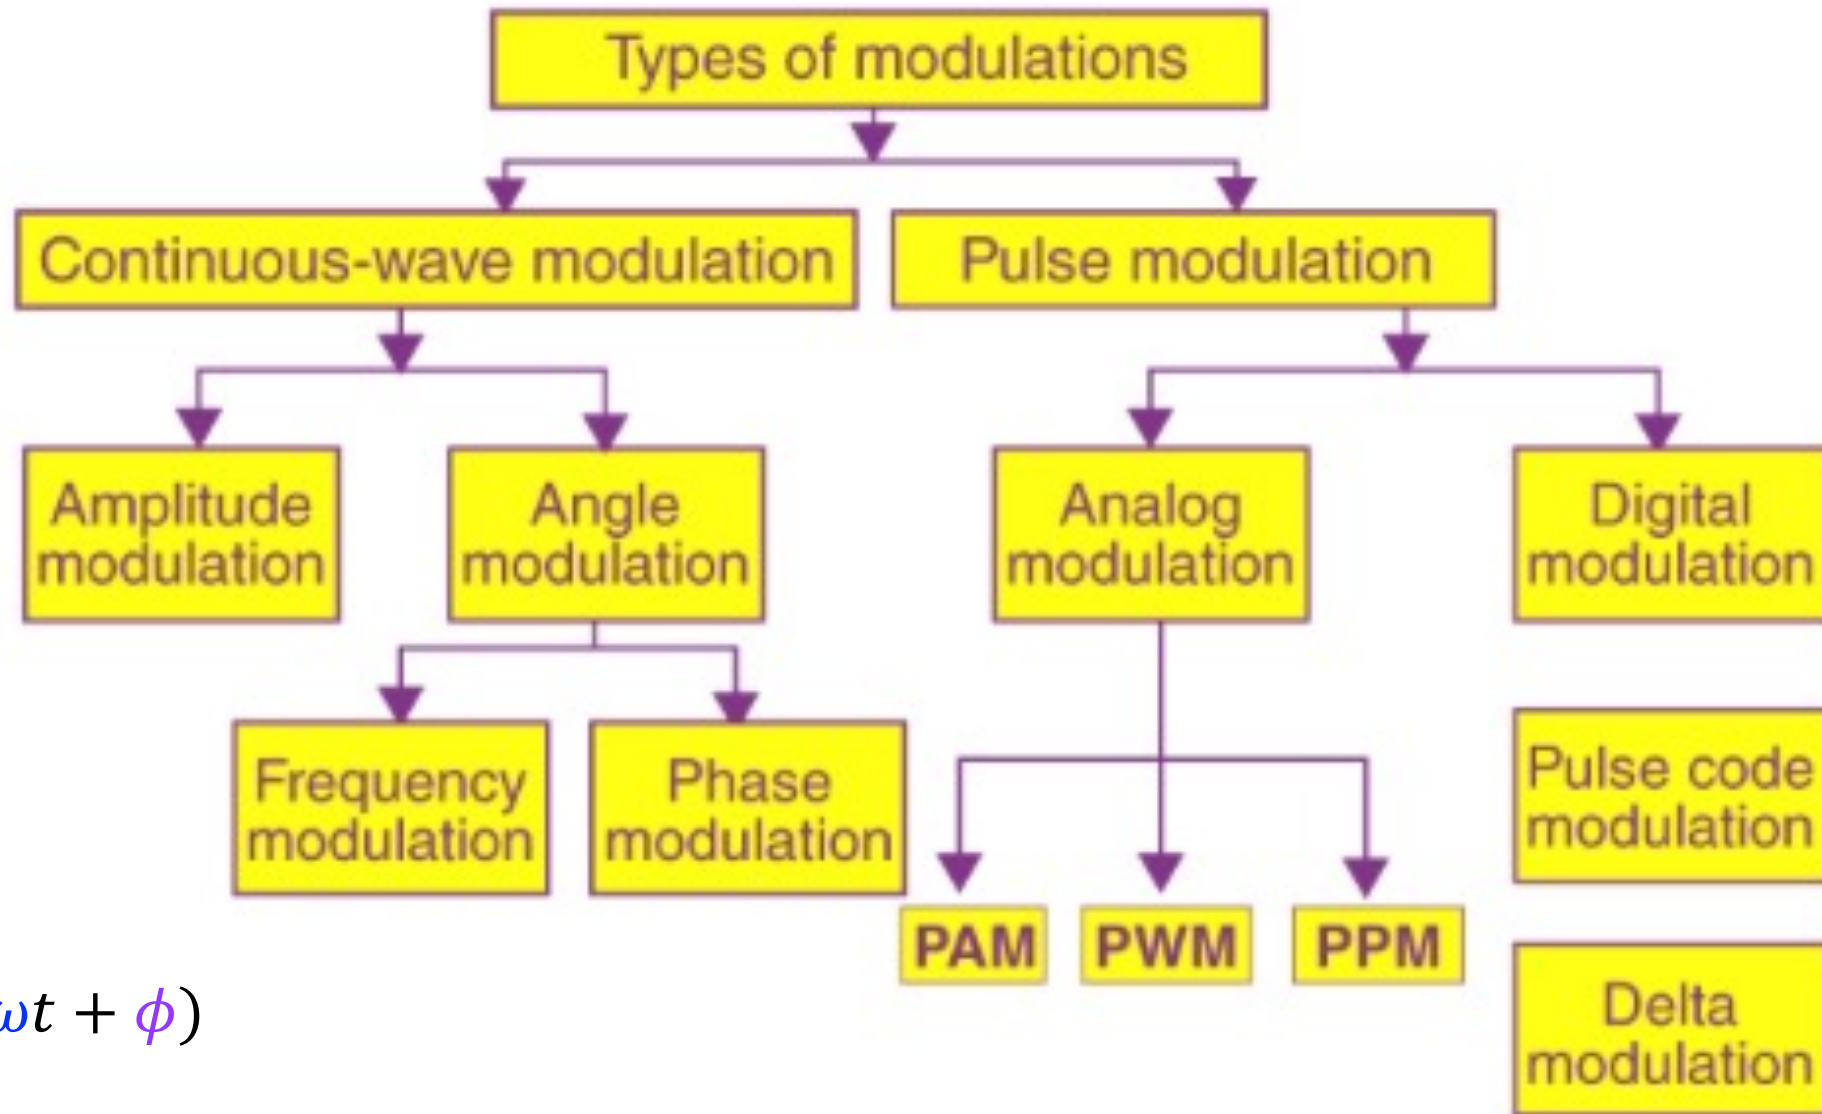 Types of modulations
Continuous-wave modulation
Pulse modulation
Amplitude
modulation
Angle
modulation
Analog
modulation
Digital
modulation
Frequency
modulation
Phase
modulation
Pulse code
modulation
PAM
PWM
PPM
Delta
modulation
ωt + ϕ)